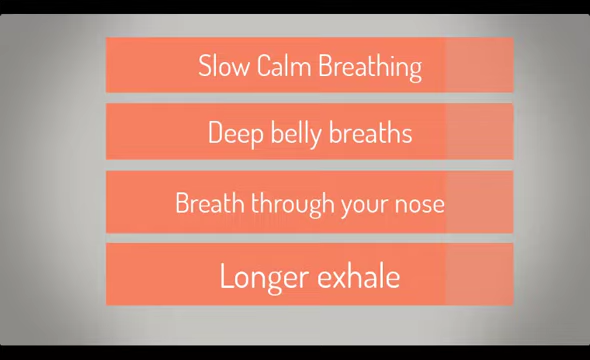 Slow Calm Breathing
Deep belly breaths
Breath through your nose
Longer exhale